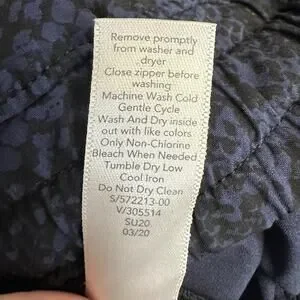 Remove promptly
from washer and
dryer
Close zipper before
washing
Machine Wash Cold
Gentle Cycle
Wash And Dry inside
out with like colors
Only Non-Chlorine
Bleach When Needed
Tumble Dry Low
Cool Iron
Do Not Dry Clean
S/572213-00
V/305514
SU20
03/20